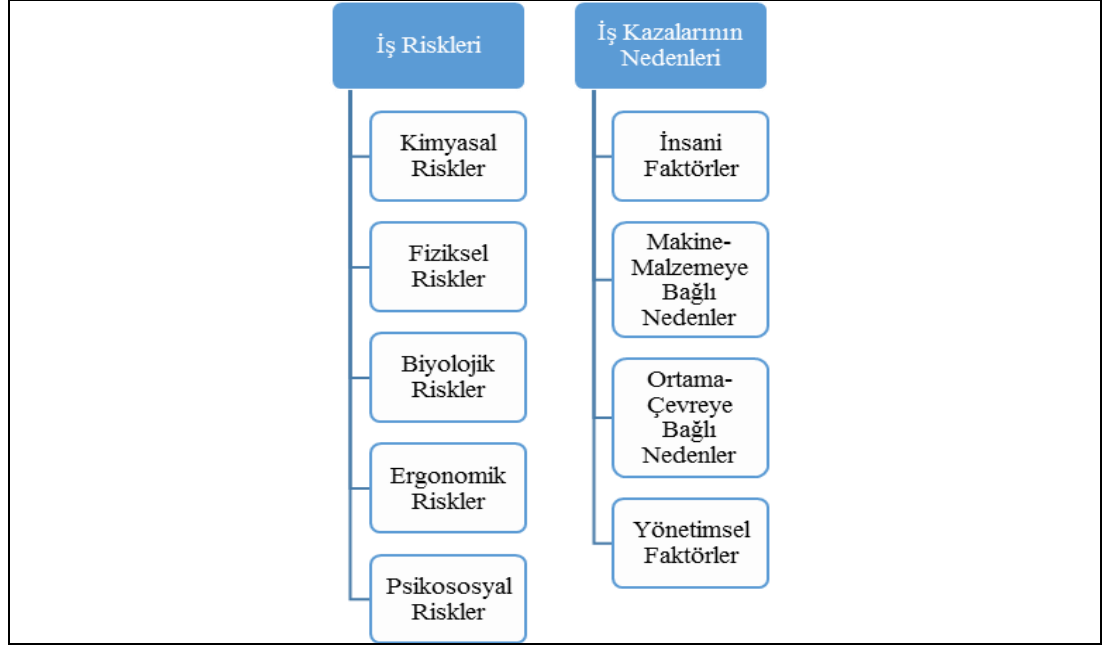 İş Riskleri
Kimyasal
Riskler
Fiziksel
Riskler
Biyolojik
Riskler
Ergonomik
Riskler
Psikososyal
Riskler
İş Kazalarının
Nedenleri
İnsani
Faktörler
Makine-
Malzemeye
Bağlı
Nedenler
Ortama-
Çevreye
Bağlı
Nedenler
Yönetimsel
Faktörler